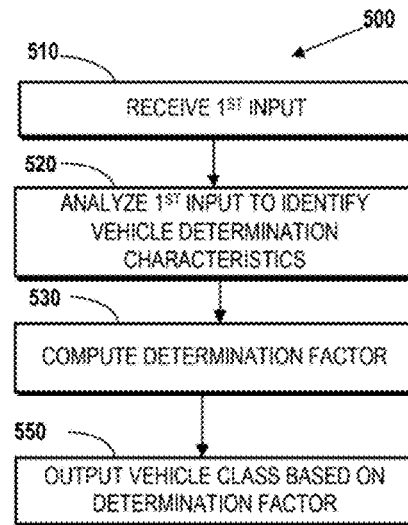 500
510
RECEIVE 1ST INPUT
520
ANALYZE 1ST INPUT TO IDENTIFY
VEHICLE DETERMINATION
CHARACTERISTICS
530
COMPUTE DETERMINATION FACTOR
550
OUTPUT VEHICLE CLASS BASED ON
DETERMINATION FACTOR